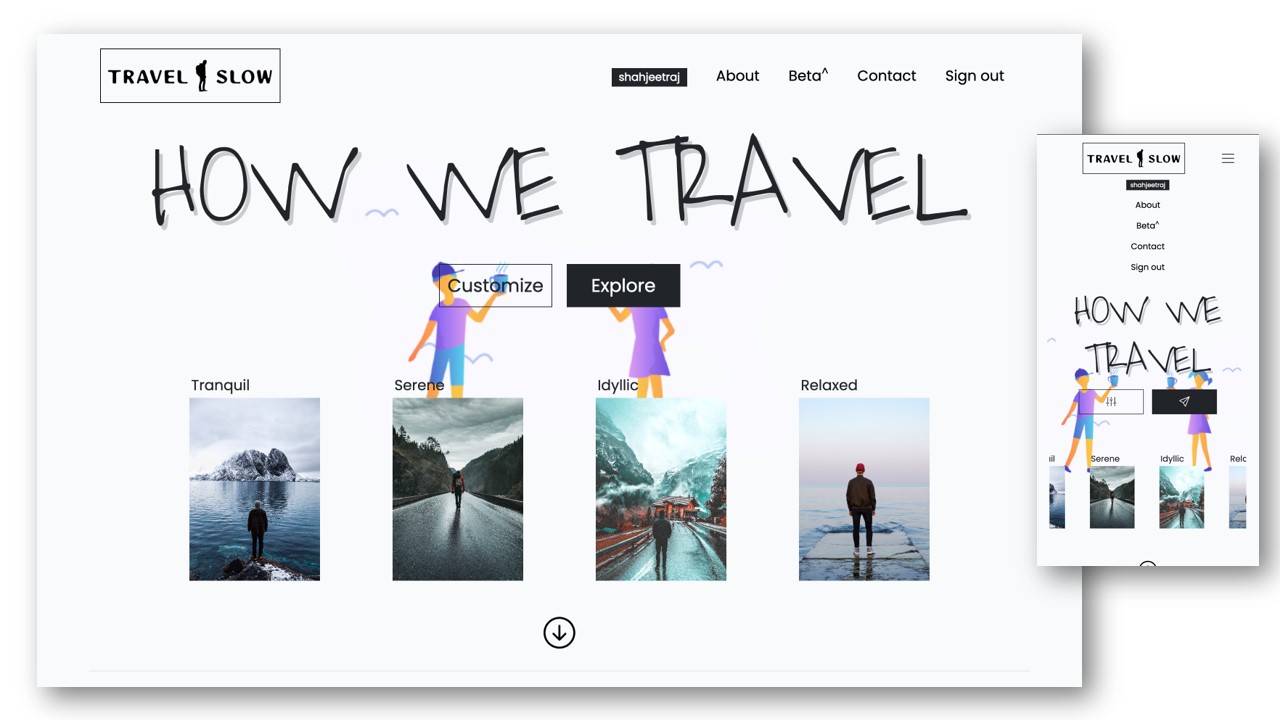 TRAVEL SLOW
shahjeetraj About Beta^ Contact Sign out
HOW WE TRAVEL
Customize Explore
Tranquil Serene Idyllic Relaxed
TRAVEL SLOW
shahjeetraj
About
Beta^
Contact
Sign out
HOW WE
TRAVEL
il Serene Idyllic Relo